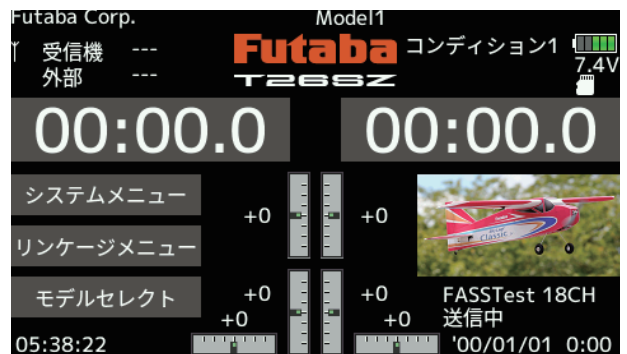 Futaba Corp.
Model1
受信機 ---
外部 ---
Futaba
T26SZ
コンディション1
7.4V
00:00.0
00:00.0
システムメニュー
リンケージメニュー
モデルセレクト
+0
+0
Classic
+0
+0
+0
+0
FASSTest 18CH
送信中
05:38:22
'00/01/01 0:00